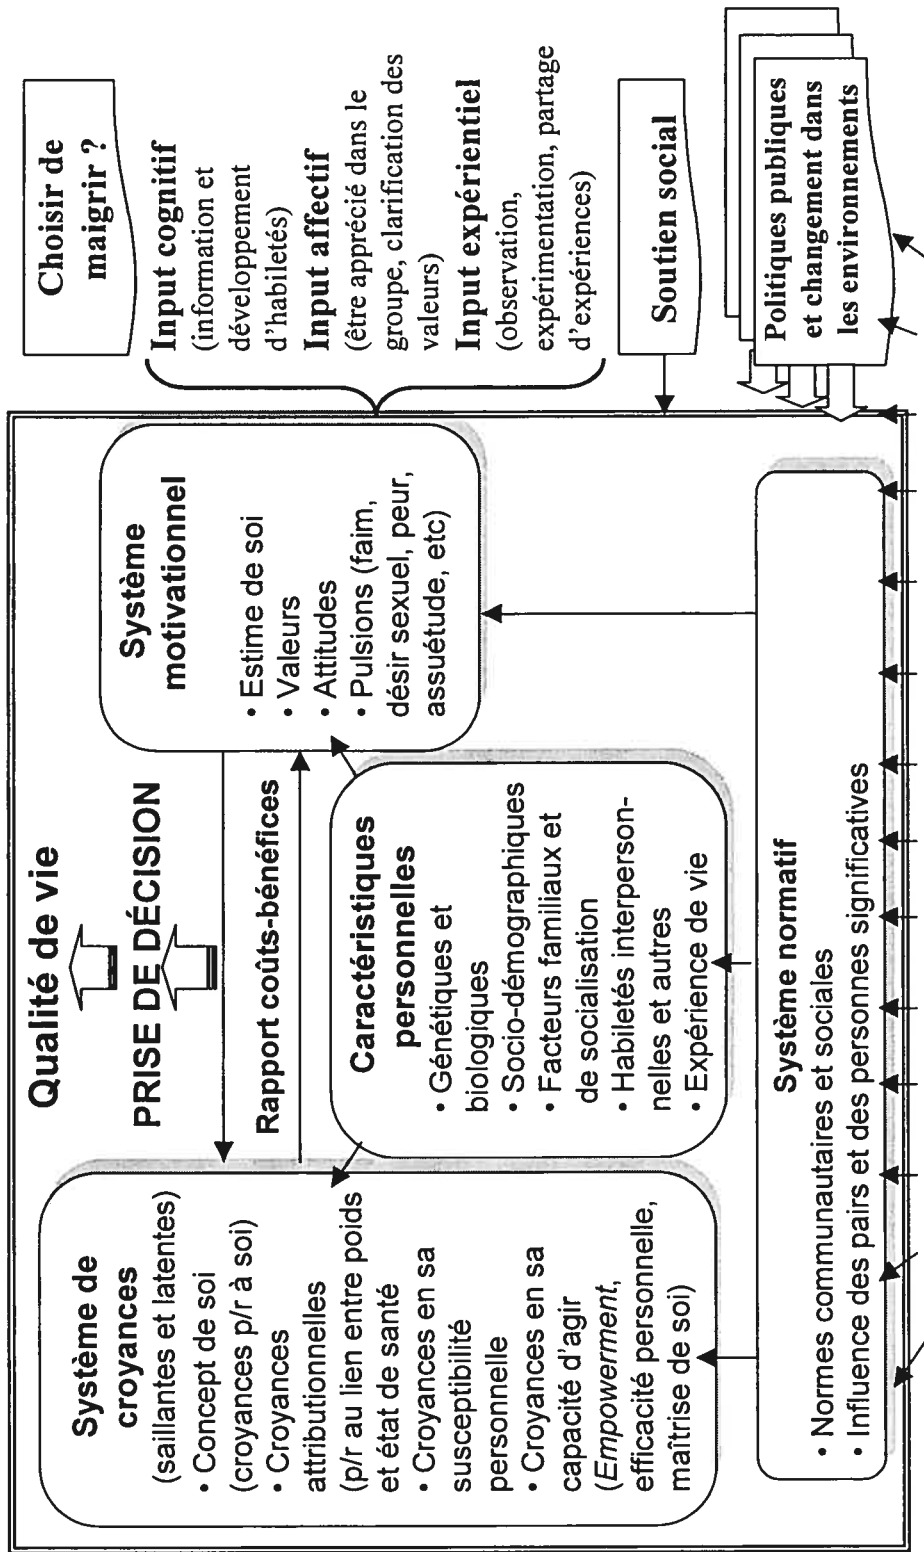 Qualité de vie
PRISE DE DÉCISION
Rapport coûts-bénéfices
Système de
croyances
(saillantes et latentes)
• Concept de soi
(croyances p/r à soi)
• Croyances
attributionnelles
(p/r au lien entre poids
et état de santé
• Croyances en sa
susceptibilité
personnelle
• Croyances en sa
capacité d'agir
(Empowerment,
efficacité personnelle,
maîtrise de soi)
Caractéristiques
personnelles
• Génétiques et
biologiques
• Socio-démographiques
• Facteurs familiaux et
de socialisation
• Habiletés interperson-
nelles et autres
• Expérience de vie
Système
motivationnel
• Estime de soi
• Valeurs
• Attitudes
• Pulsions (faim,
désir sexuel, peur,
assuétude, etc)
Système normatif
• Normes communautaires et sociales
• Influence des pairs et des personnes significatives
Choisir de
maigrir ?
Input cognitif
(information et
développement
d'habiletés)
Input affectif
(être apprécié dans le
groupe, clarification des
valeurs)
Input expérientiel
(observation,
expérimentation, partage
d'expériences)
Soutien social
Politiques publiques
et changement dans
les environnements